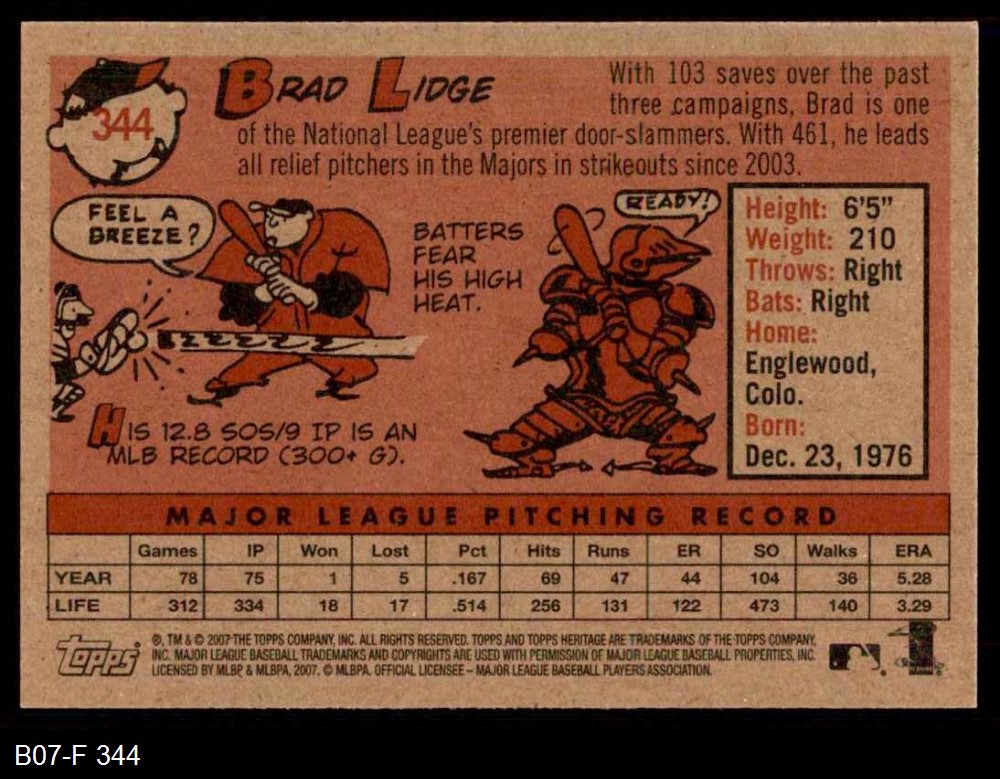 344
BRAD LIDGE
With 103 saves over the past
three campaigns, Brad is one
of the National League's premier door-slammers. With 461, he leads
all relief pitchers in the Majors in strikeouts since 2003.
FEEL A
BREEZE?
BATTERS
FEAR
HIS HIGH
HEAT.
READY!
HIS 12.8 SOS/9 IP IS AN
MLB RECORD (300+ G).
Height: 6'5"
Weight: 210
Throws: Right
Bats: Right
Home:
Englewood,
Colo.
Born:
Dec. 23, 1976
MAJOR LEAGUE PITCHING RECORD
Games IP Won Lost Pct Hits Runs ER SO Walks ERA
YEAR 78 75 1 5 .167 69 47 44 104 36 5.28
LIFE 312 334 18 17 .514 256 131 122 473 140 3.29
TOPPS
®, TM & © 2007 THE TOPPS COMPANY, INC. ALL RIGHTS RESERVED. TOPPS AND TOPPS HERITAGE ARE TRADEMARKS OF THE TOPPS COMPANY,
INC. MAJOR LEAGUE BASEBALL TRADEMARKS AND COPYRIGHTS ARE USED WITH PERMISSION OF MAJOR LEAGUE BASEBALL PROPERTIES, INC.
LICENSED BY MLBP & MLBPA, 2007. © MLBPA. OFFICIAL LICENSEE – MAJOR LEAGUE BASEBALL PLAYERS ASSOCIATION.
B07-F 344